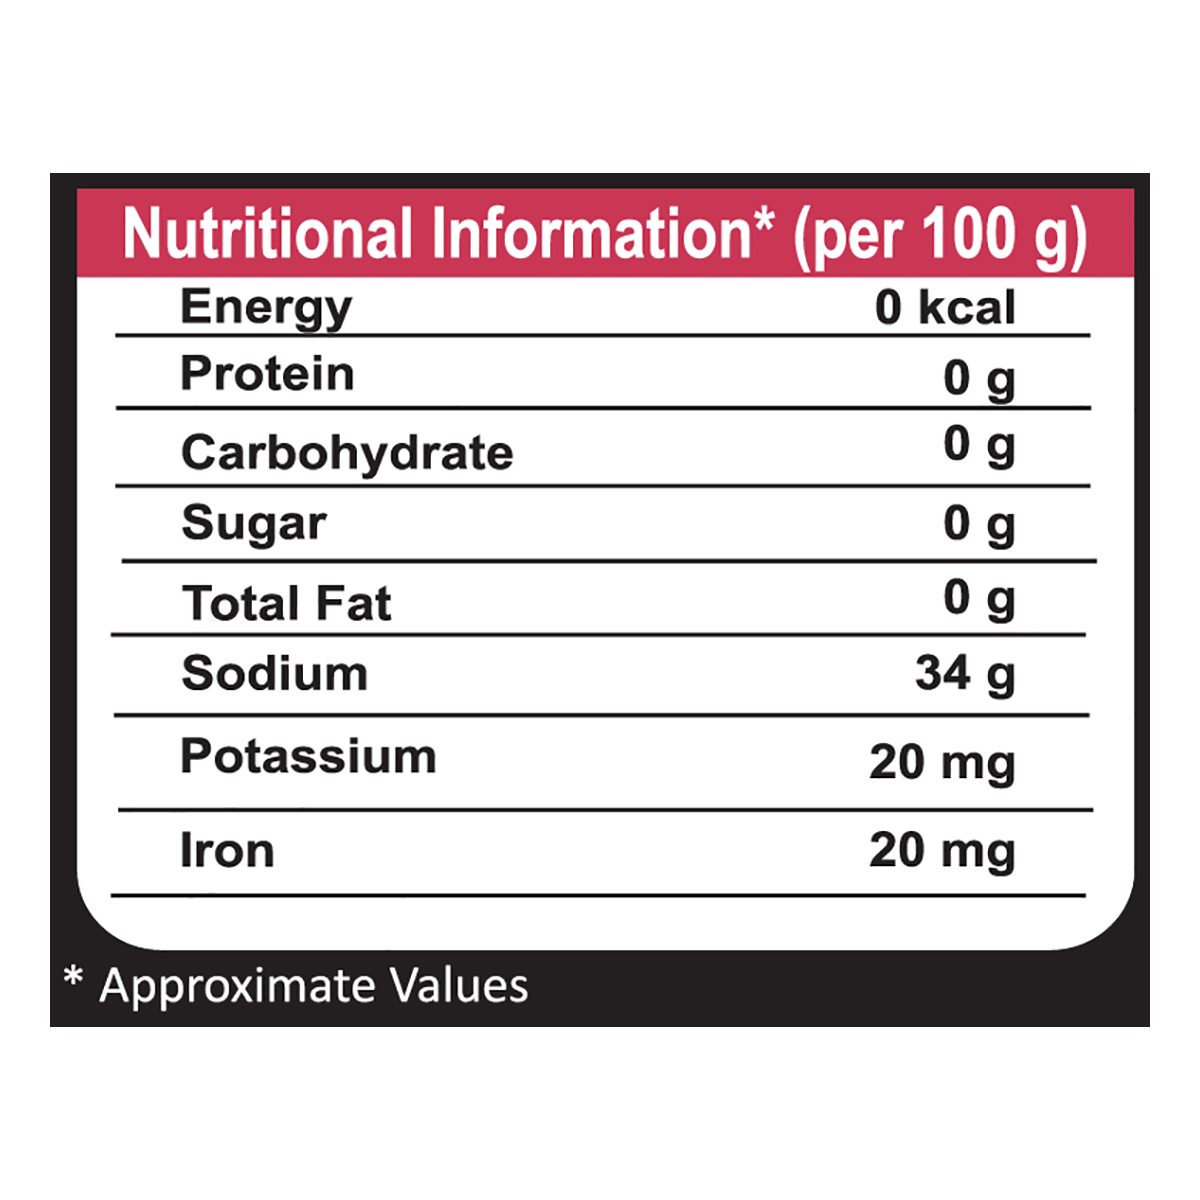 Nutritional Information* (per 100 g)
Energy 0 kcal
Protein 0 g
Carbohydrate 0 g
Sugar 0 g
Total Fat 0 g
Sodium 34 g
Potassium 20 mg
Iron 20 mg
* Approximate Values